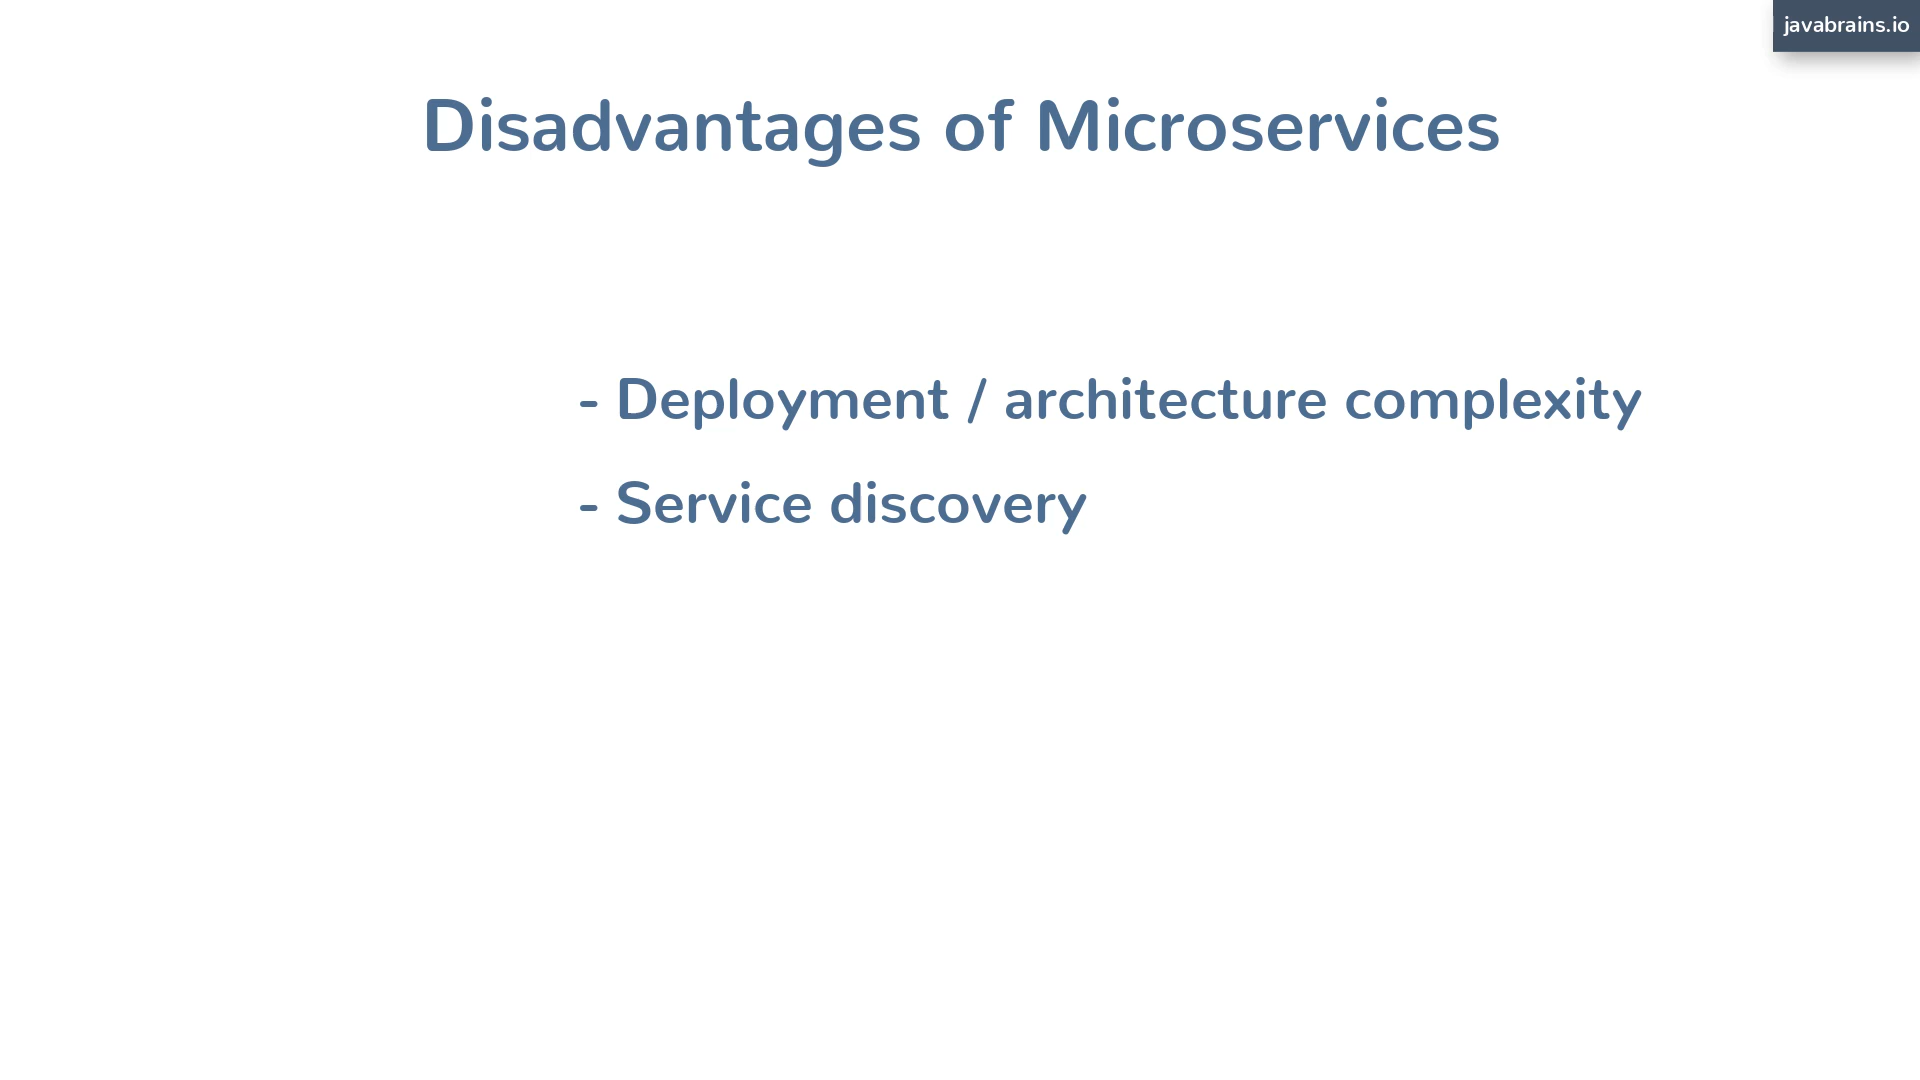 javabrains.io
Disadvantages of Microservices
- Deployment / architecture complexity
- Service discovery